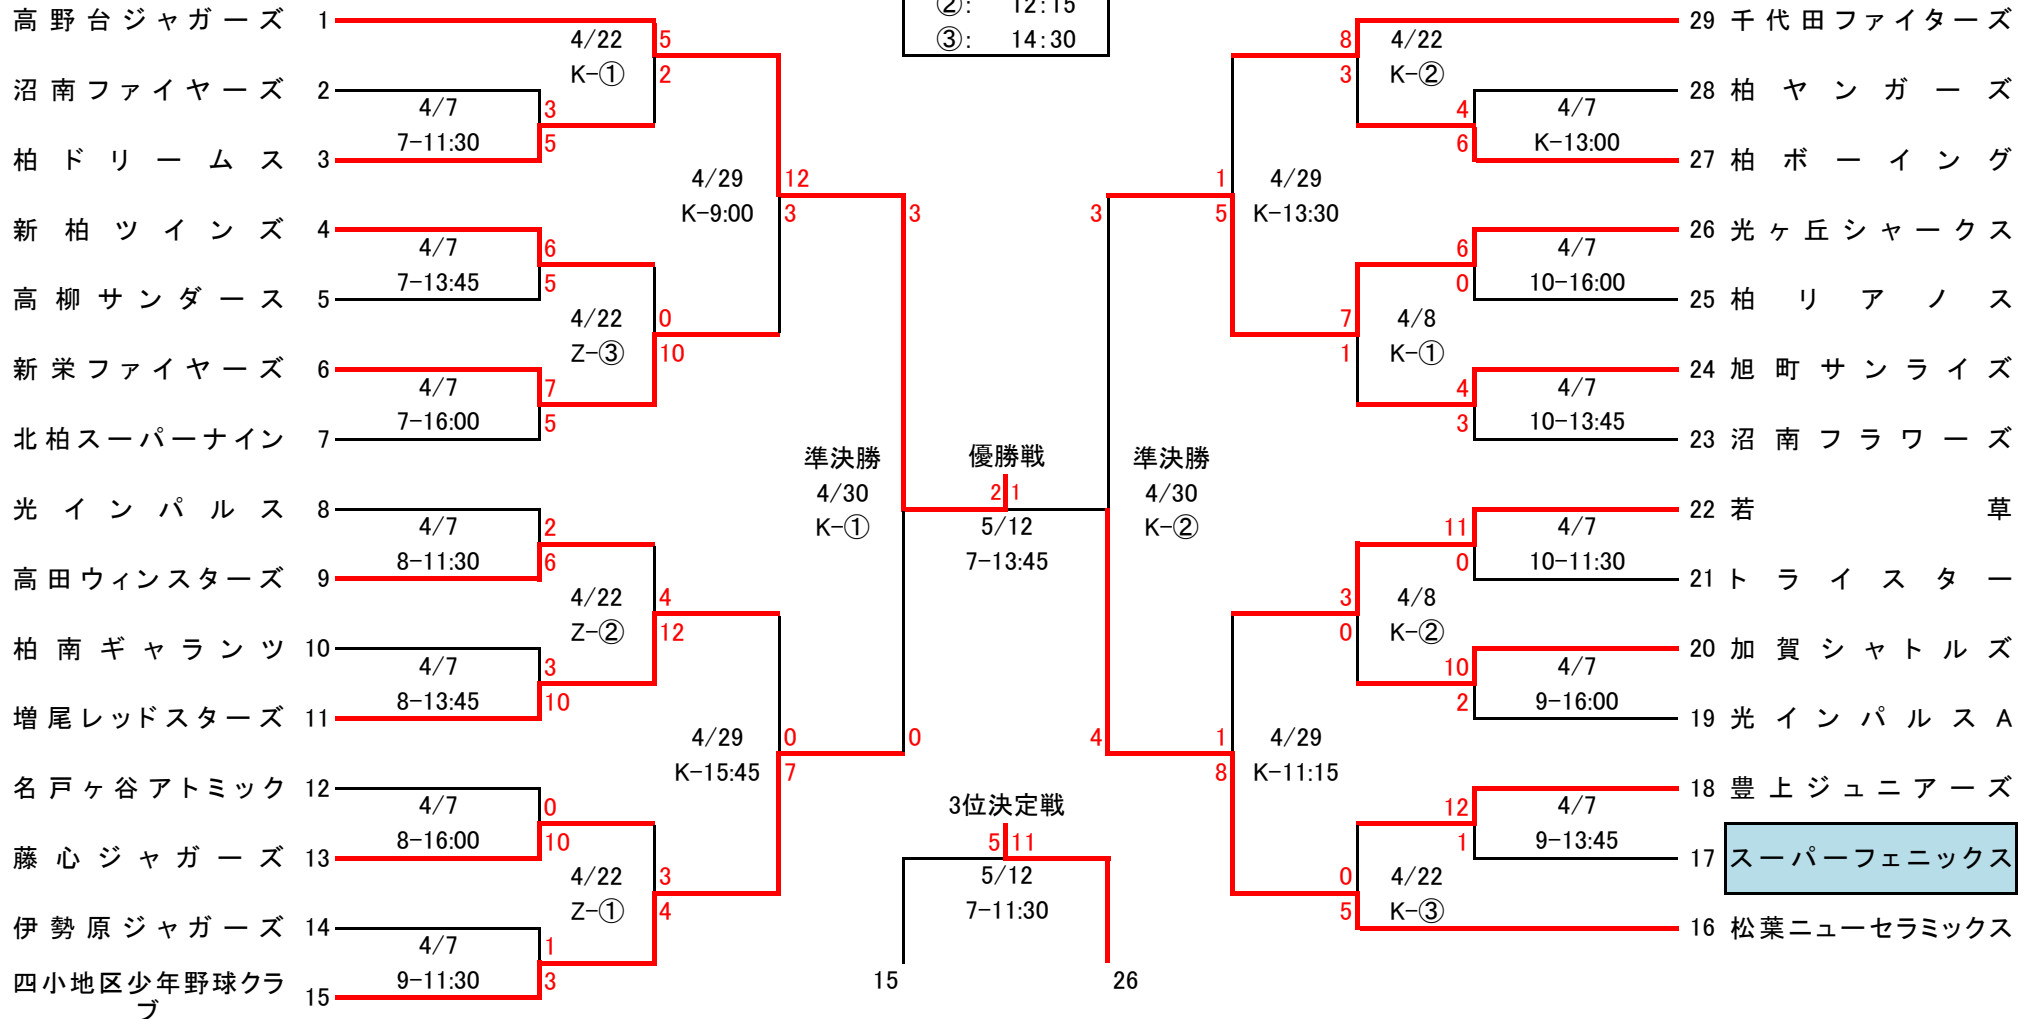 ②: 12:15
③: 14:30
高野台ジャガーズ 1
4/22
K-①
5
2
沼南ファイヤーズ 2
4/7
7-11:30
3
5
柏ドリームス 3
4/29
K-9:00
12
3
新柏ツインズ 4
4/7
7-13:45
6
5
高柳サンダース 5
4/22
Z-③
0
10
新栄ファイヤーズ 6
4/7
7-16:00
7
5
北柏スーパーナイン 7
準決勝
4/30
K-①
3
0
光インパルス 8
4/7
8-11:30
2
6
高田ウィンスターズ 9
4/22
Z-②
4
12
柏南ギャランツ 10
4/7
8-13:45
3
10
増尾レッドスターズ 11
4/29
K-15:45
0
7
名戸ヶ谷アトミック 12
4/7
8-16:00
0
10
藤心ジャガーズ 13
4/22
Z-①
3
4
伊勢原ジャガーズ 14
4/7
9-11:30
1
3
四小地区少年野球クラ
ブ
15
優勝戦
2 1
5/12
7-13:45
3位決定戦
5 11
5/12
7-11:30
15 26
29 千代田ファイターズ
8
3
4/22
K-②
28 柏ヤンガーズ
4
6
4/7
K-13:00
27 柏ボーイング
1
5
4/29
K-13:30
26 光ヶ丘シャークス
6
0
4/7
10-16:00
25 柏リアノス
7
1
4/8
K-①
24 旭町サンライズ
4
3
4/7
10-13:45
23 沼南フラワーズ
3
4
準決勝
4/30
K-②
22 若草
11
0
4/7
10-11:30
21 トライスター
3
0
4/8
K-②
20 加賀シャトルズ
10
2
4/7
9-16:00
19 光インパルスA
1
8
4/29
K-11:15
18 豊上ジュニアーズ
12
1
4/7
9-13:45
17 スーパーフェニックス
0
5
4/22
K-③
16 松葉ニューセラミックス